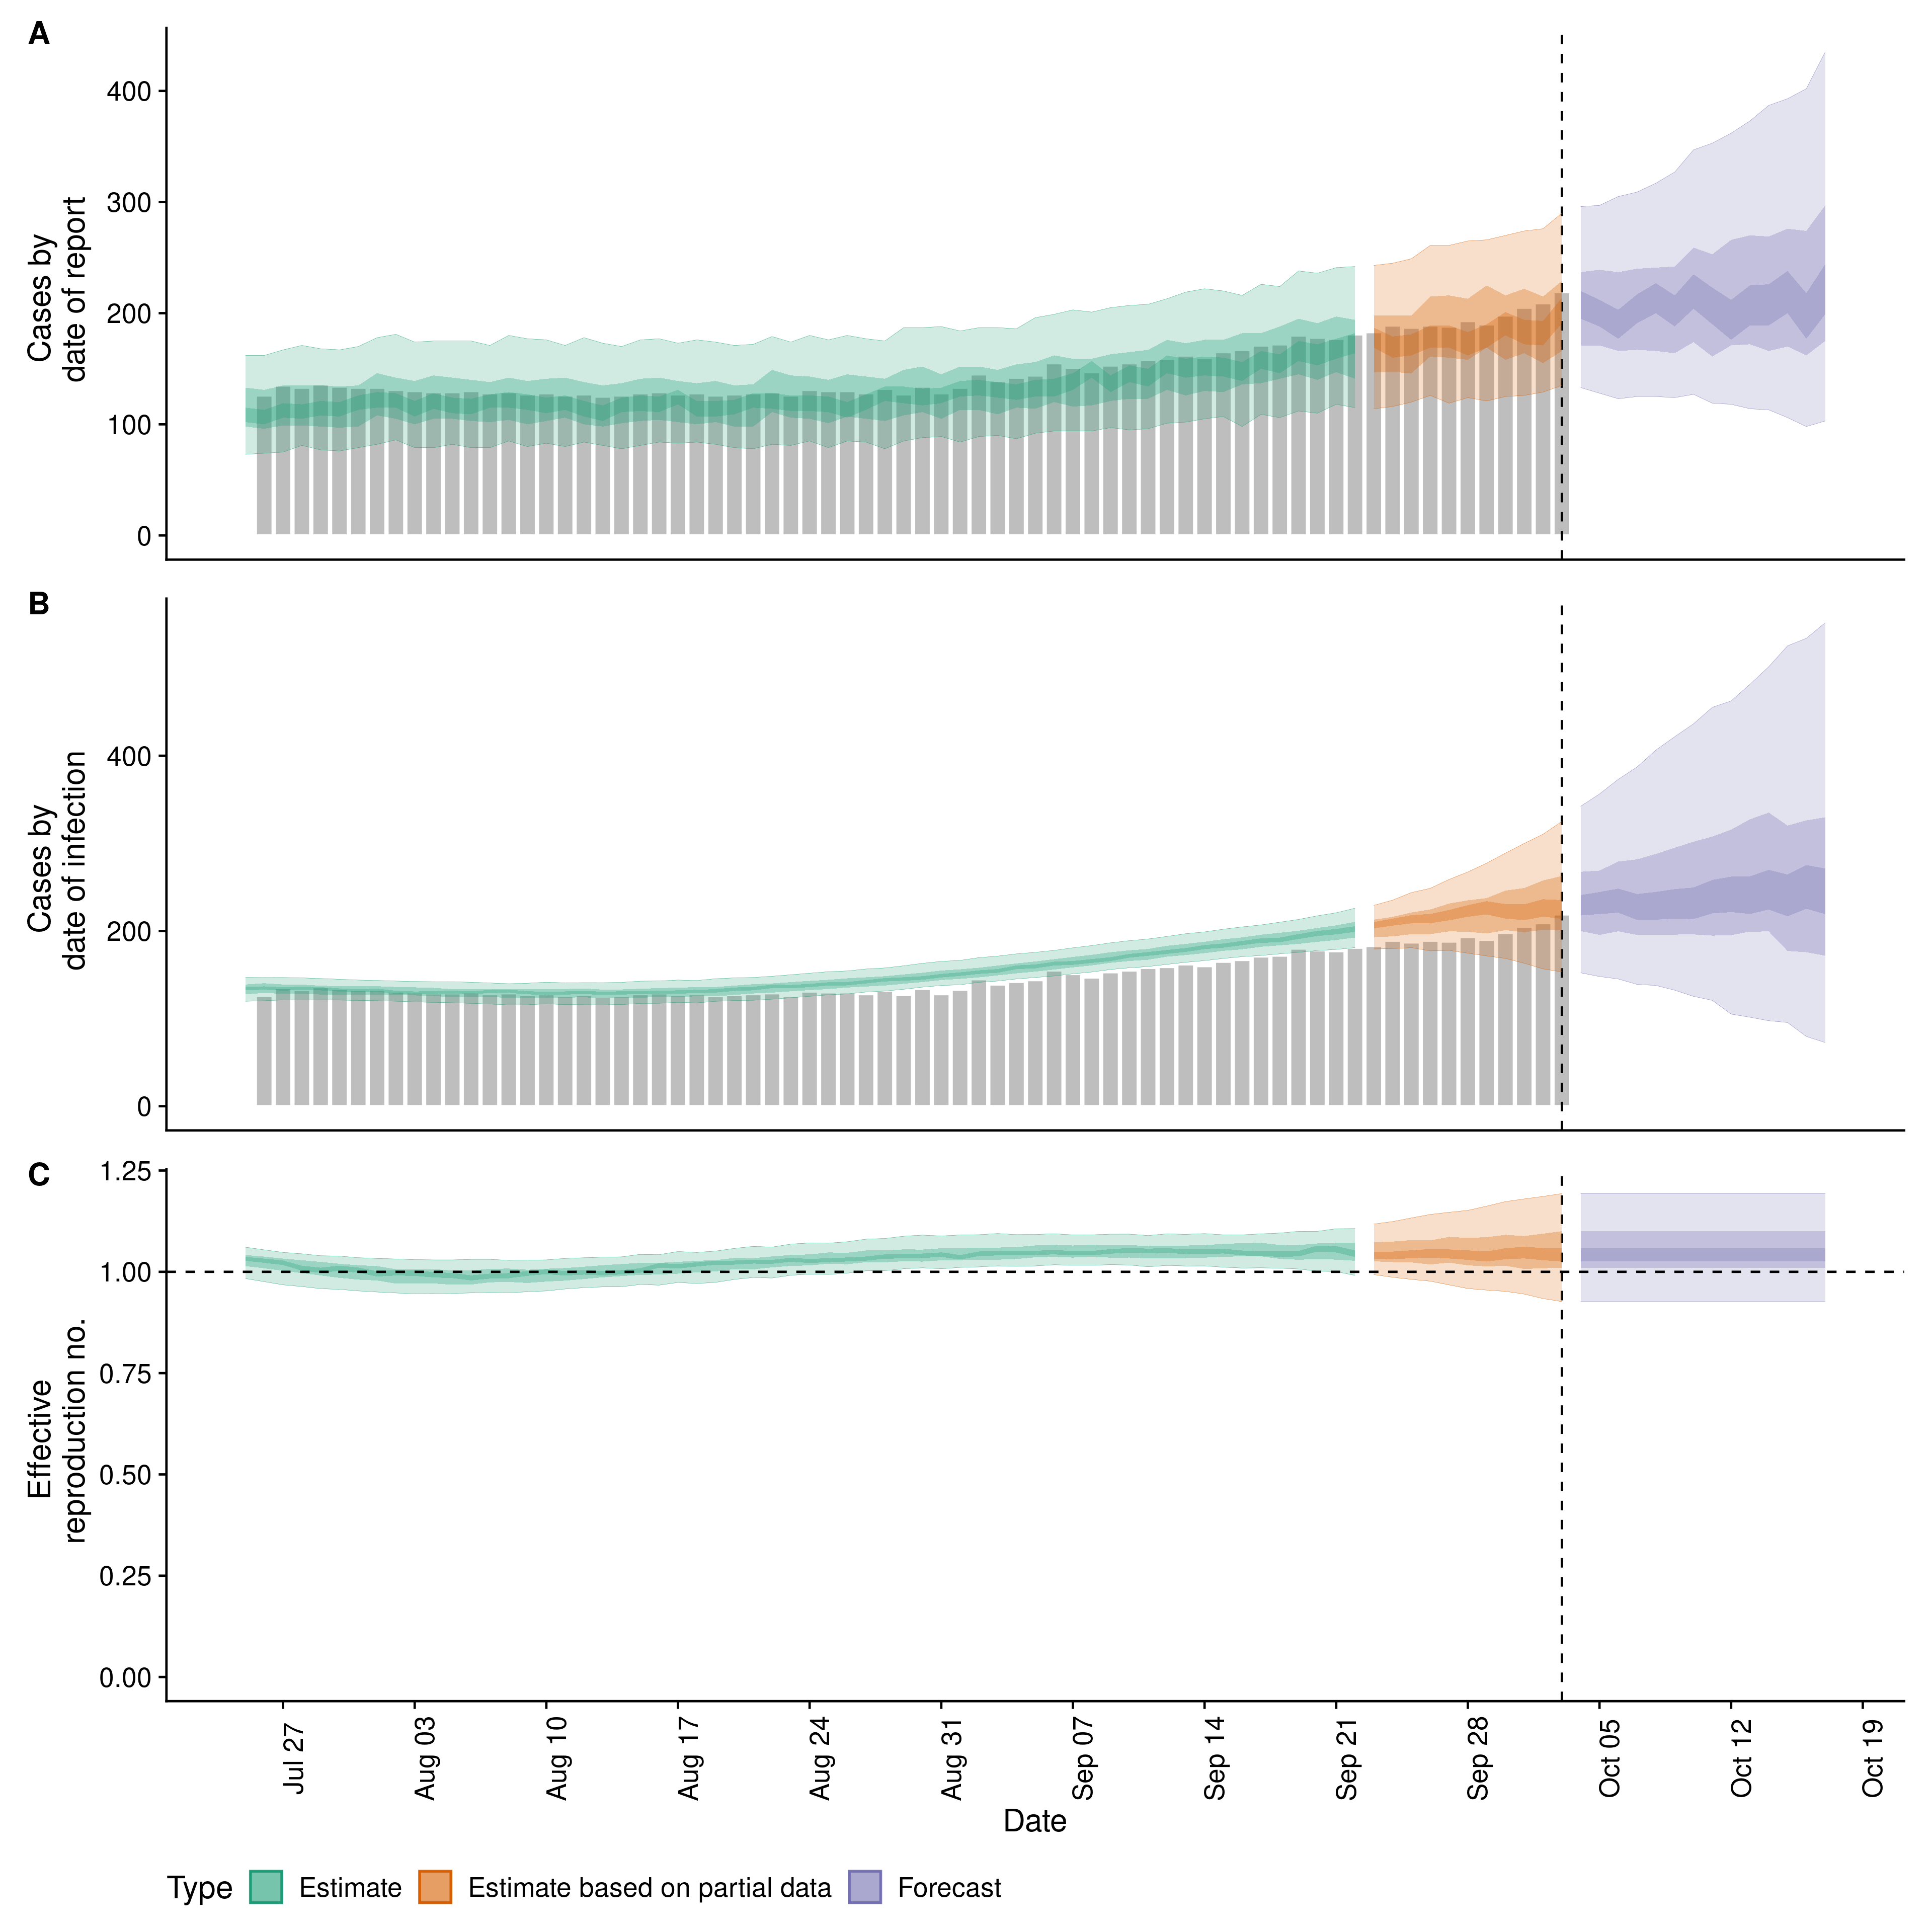 A
Cases by
date of report
400
300
200
100
0
B
Cases by
date of infection
400
200
0
C
Effective
reproduction no.
1.25
1.00
0.75
0.50
0.25
0.00
Jul 27
Aug 03
Aug 10
Aug 17
Aug 24
Aug 31
Sep 07
Sep 14
Sep 21
Sep 28
Oct 05
Oct 12
Oct 19
Date
Type Estimate Estimate based on partial data Forecast